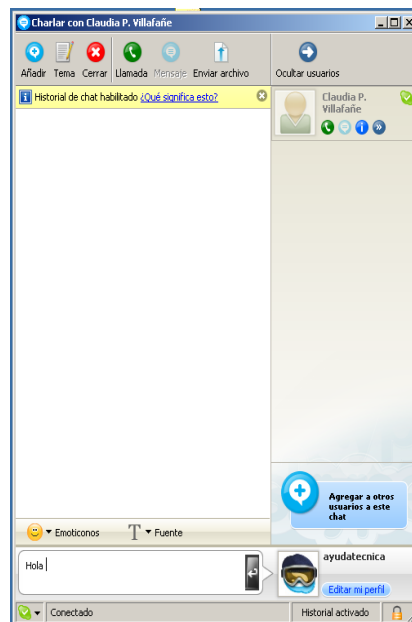 Charlar con Claudia P. Villafañe
Añadir Tema Cerrar Llamada Mensaje Enviar archivo Ocultar usuarios
Historial de chat habilitado ¿Qué significa esto?
Claudia P.
Villafañe
Agregar a otros
usuarios a este
chat
Emoticonos T Fuente
Hola
ayudatecnica
Editar mi perfil
Conectado Historial activado